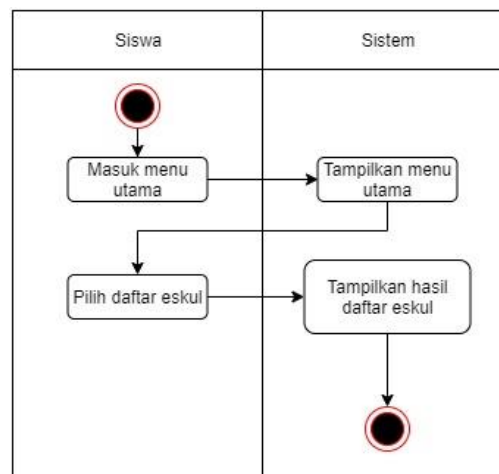 Siswa
Sistem
Masuk menu
utama
Tampilkan menu
utama
Pilih daftar eskul
Tampilkan hasil
daftar eskul